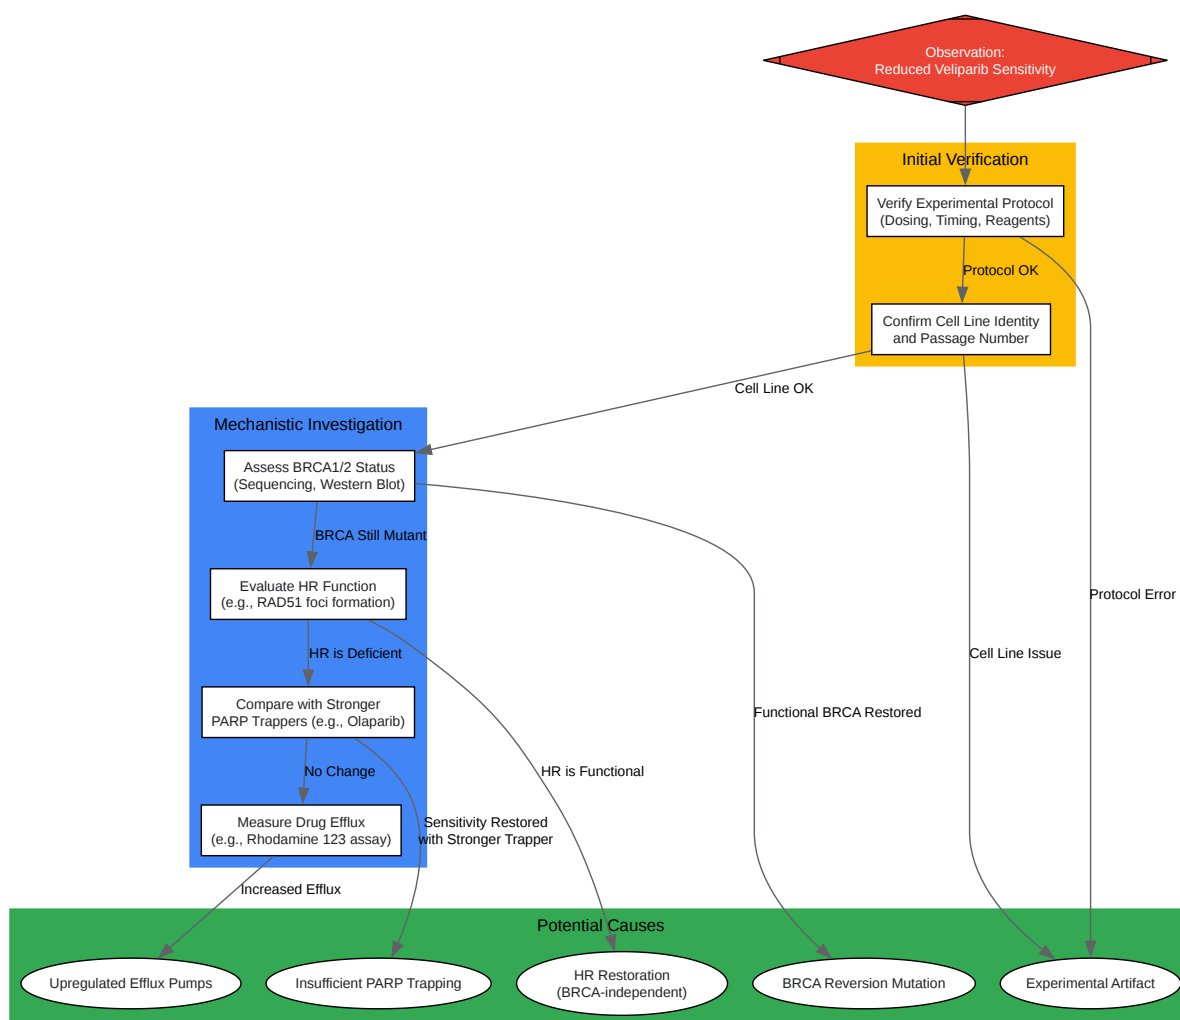 Observation:
Reduced Veliparib Sensitivity
Initial Verification
Verify Experimental Protocol
(Dosing, Timing, Reagents)
Protocol OK
Confirm Cell Line Identity
and Passage Number
Cell Line OK
Mechanistic Investigation
Assess BRCA1/2 Status
(Sequencing, Western Blot)
BRCA Still Mutant
Evaluate HR Function
(e.g., RAD51 foci formation)
Protocol Error
HR is Deficient
Cell Line Issue
Compare with Stronger
PARP Trappers (e.g., Olaparib)
Functional BRCA Restored
No Change
HR is Functional
Measure Drug Efflux
(e.g., Rhodamine 123 assay)
Sensitivity Restored
with Stronger Trapper
Increased Efflux
Potential Causes
Upregulated Efflux Pumps
Insufficient PARP Trapping
HR Restoration
(BRCA-independent)
BRCA Reversion Mutation
Experimental Artifact